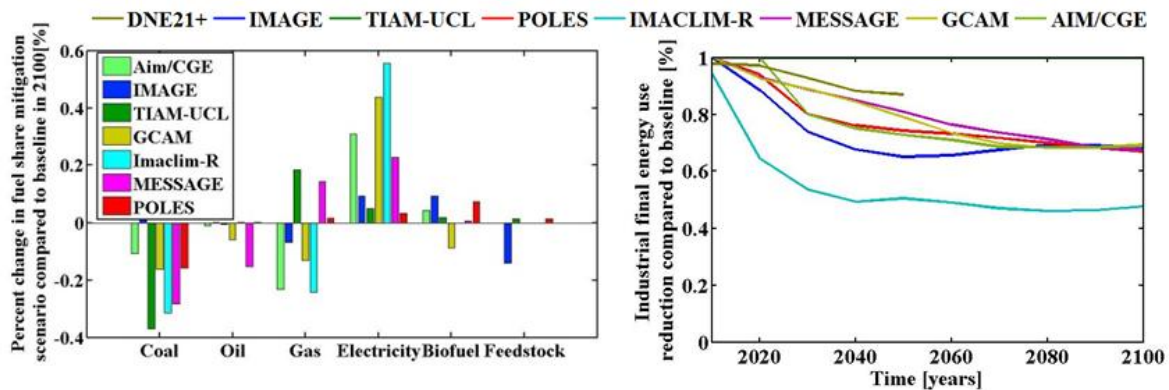 DNE21+ IMAGE TIAM-UCL POLES IMACLIM-R MESSAGE GCAM AIM/CGE
Percent change in fuel share mitigation
scenario compared to baseline in 2100[%]
0.6
0.4
0.2
0
-0.2
-0.4
Aim/CGE
IMAGE
TIAM-UCL
GCAM
Imaclim-R
MESSAGE
POLES
Coal Oil Gas Electricity Biofuel Feedstock
Industrial final energy use
reduction compared to baseline [%]
1
0.8
0.6
0.4
0.2
0
2020 2040 2060 2080 2100
Time [years]